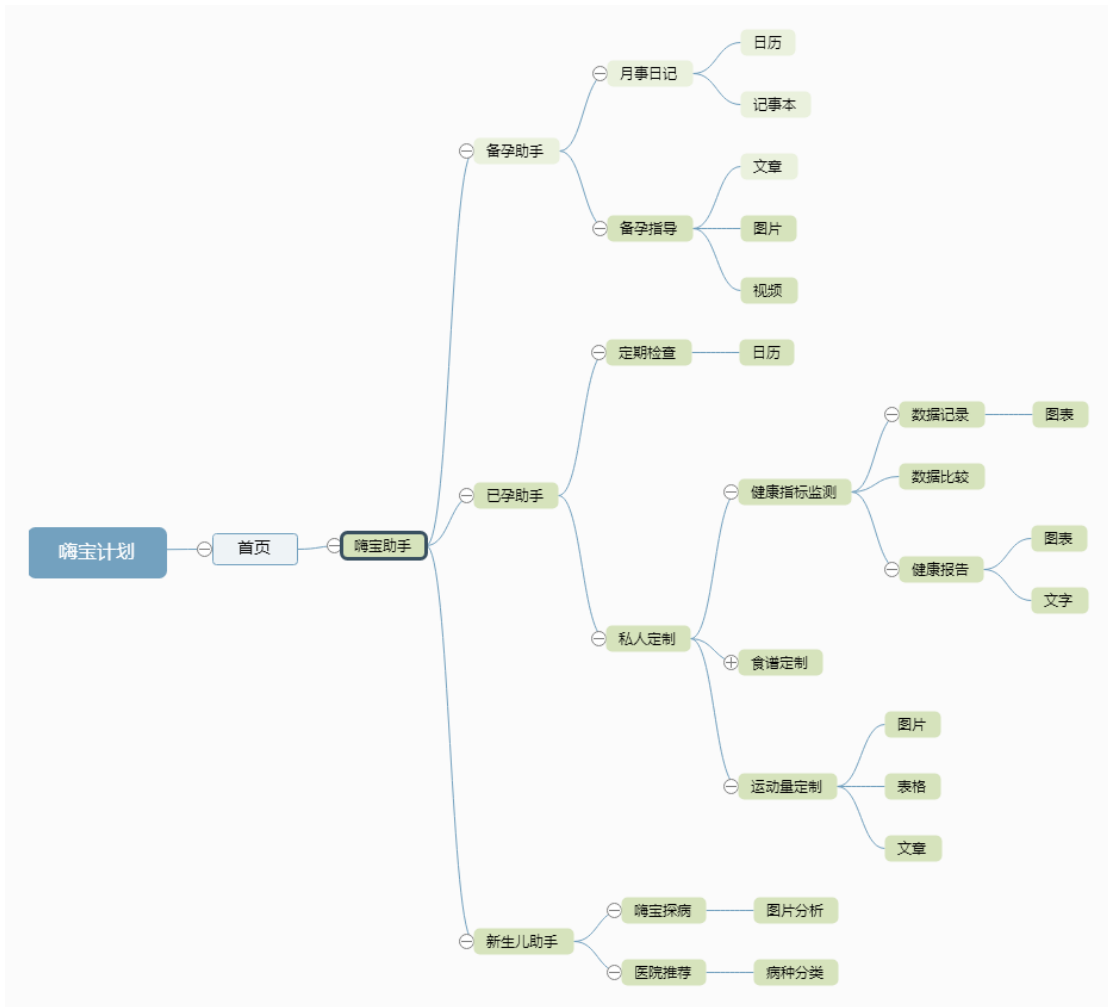 嗨宝计划
首页
嗨宝助手
备孕助手
月事日记
日历
记事本
备孕指导
文章
图片
视频
已孕助手
定期检查
日历
私人定制
健康指标监测
数据记录
图表
数据比较
健康报告
图表
文字
食谱定制
运动量定制
图片
表格
文章
新生儿助手
嗨宝探病
图片分析
医院推荐
病种分类